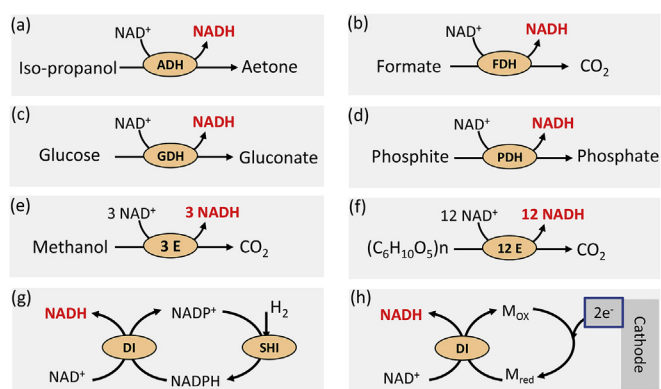 (a)
NAD⁺ NADH
Iso-propanol ADH Aetone
(b)
NAD⁺ NADH
Formate FDH CO₂
(c)
NAD⁺ NADH
Glucose GDH Gluconate
(d)
NAD⁺ NADH
Phosphite PDH Phosphate
(e)
3 NAD⁺ 3 NADH
Methanol 3 E CO₂
(f)
12 NAD⁺ 12 NADH
(C₆H₁₀O₅)n 12 E CO₂
(g)
NADH NADP⁺ H₂
DI SHI
NAD⁺ NADPH
(h)
NADH Mox 2e⁻
DI Cathode
NAD⁺ Mred